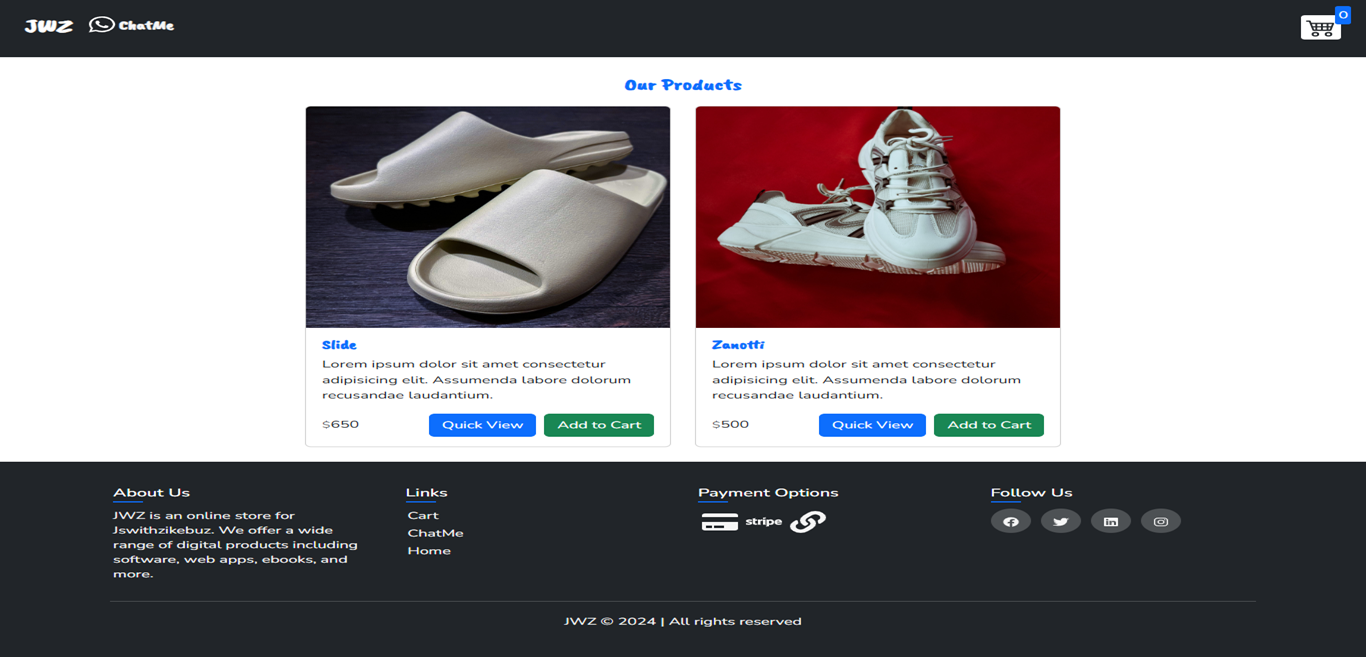 JWZ ChatMe 0
Our Products
Slide
Lorem ipsum dolor sit amet consectetur
adipisicing elit. Assumenda labore dolorum
recusandae laudantium.
$650 Quick View Add to Cart
Zanotti
Lorem ipsum dolor sit amet consectetur
adipisicing elit. Assumenda labore dolorum
recusandae laudantium.
$500 Quick View Add to Cart
About Us
JWZ is an online store for
Jswithzikebuz. We offer a wide
range of digital products including
software, web apps, ebooks, and
more.
Links
Cart
ChatMe
Home
Payment Options
stripe
Follow Us
JWZ © 2024 | All rights reserved